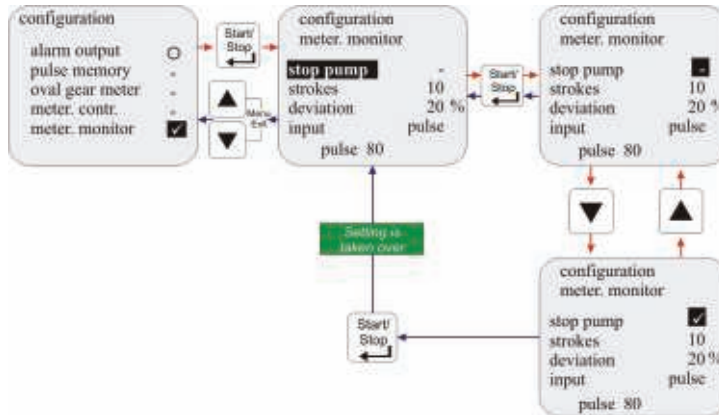 configuration
alarm output
pulse memory -
oval gear meter -
meter. contr. -
meter. monitor
Start/
Stop
Menu
Exit
configuration
meter. monitor
stop pump -
strokes 10
deviation 20 %
input pulse
pulse 80
Start/
Stop
configuration
meter. monitor
stop pump -
strokes 10
deviation 20 %
input pulse
pulse 80
Setting is
taken over
Start/
Stop
configuration
meter. monitor
stop pump
strokes 10
deviation 20 %
input pulse
pulse 80